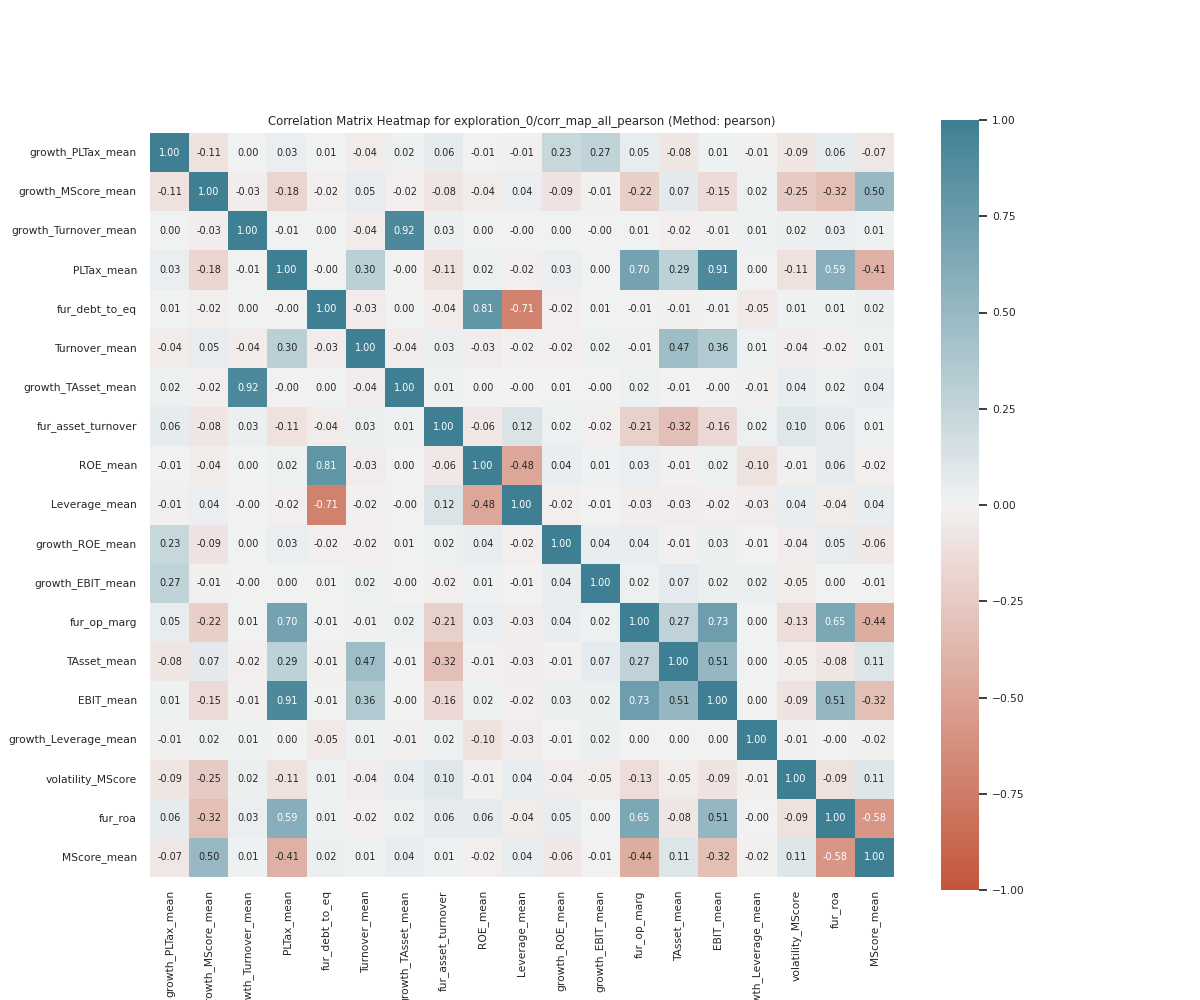 Correlation Matrix Heatmap for exploration_0/corr_map_all_pearson (Method: pearson)
growth_PLTax_mean 1.00 -0.11 0.00 0.03 0.01 -0.04 0.02 0.06 -0.01 -0.01 0.23 0.27 0.05 -0.08 0.01 -0.01 -0.09 0.06 -0.07
growth_MScore_mean -0.11 1.00 -0.03 -0.18 -0.02 0.05 -0.02 -0.08 -0.04 0.04 -0.09 -0.01 -0.22 0.07 -0.15 0.02 -0.25 -0.32 0.50
growth_Turnover_mean 0.00 -0.03 1.00 -0.01 0.00 -0.04 0.92 0.03 0.00 -0.00 0.00 -0.00 0.01 -0.02 -0.01 0.01 0.02 0.03 0.01
PLTax_mean 0.03 -0.18 -0.01 1.00 -0.00 0.30 -0.00 -0.11 0.02 -0.02 0.03 0.00 0.70 0.29 0.91 0.00 -0.11 0.59 -0.41
fur_debt_to_eq 0.01 -0.02 0.00 -0.00 1.00 -0.03 0.00 -0.04 0.81 -0.71 -0.02 0.01 -0.01 -0.01 -0.01 -0.05 0.01 0.01 0.02
Turnover_mean -0.04 0.05 -0.04 0.30 -0.03 1.00 -0.04 0.03 -0.03 -0.02 -0.02 0.02 -0.01 0.47 0.36 0.01 -0.04 -0.02 0.01
growth_TAsset_mean 0.02 -0.02 0.92 -0.00 0.00 -0.04 1.00 0.01 0.00 -0.00 0.01 -0.00 0.02 -0.01 -0.00 -0.01 0.04 0.02 0.04
fur_asset_turnover 0.06 -0.08 0.03 -0.11 -0.04 0.03 0.01 1.00 -0.06 0.12 0.02 -0.02 -0.21 -0.32 -0.16 0.02 0.10 0.06 0.01
ROE_mean -0.01 -0.04 0.00 0.02 0.81 -0.03 0.00 -0.06 1.00 -0.48 0.04 0.01 0.03 -0.01 0.02 -0.10 -0.01 0.06 -0.02
Leverage_mean -0.01 0.04 -0.00 -0.02 -0.71 -0.02 -0.00 0.12 -0.48 1.00 -0.02 -0.01 -0.03 -0.03 -0.02 -0.03 0.04 -0.04 0.04
growth_ROE_mean 0.23 -0.09 0.00 0.03 -0.02 -0.02 0.01 0.02 0.04 -0.02 1.00 0.04 0.04 -0.01 0.03 -0.01 -0.04 0.05 -0.06
growth_EBIT_mean 0.27 -0.01 -0.00 0.00 0.01 0.02 -0.00 -0.02 0.01 -0.01 0.04 1.00 0.02 0.07 0.02 0.02 -0.05 0.00 -0.01
fur_op_marg 0.05 -0.22 0.01 0.70 -0.01 -0.01 0.02 -0.21 0.03 -0.03 0.04 0.02 1.00 0.27 0.73 0.00 -0.13 0.65 -0.44
TAsset_mean -0.08 0.07 -0.02 0.29 -0.01 0.47 -0.01 -0.32 -0.01 -0.03 -0.01 0.07 0.27 1.00 0.51 0.00 -0.05 -0.08 0.11
EBIT_mean 0.01 -0.15 -0.01 0.91 -0.01 0.36 -0.00 -0.16 0.02 -0.02 0.03 0.02 0.73 0.51 1.00 0.00 -0.09 0.51 -0.32
growth_Leverage_mean -0.01 0.02 0.01 0.00 -0.05 0.01 -0.01 0.02 -0.10 -0.03 -0.01 0.02 0.00 0.00 0.00 1.00 -0.01 -0.00 -0.02
volatility_MScore -0.09 -0.25 0.02 -0.11 0.01 -0.04 0.04 0.10 -0.01 0.04 -0.04 -0.05 -0.13 -0.05 -0.09 -0.01 1.00 -0.09 0.11
fur_roa 0.06 -0.32 0.03 0.59 0.01 -0.02 0.02 0.06 0.06 -0.04 0.05 0.00 0.65 -0.08 0.51 -0.00 -0.09 1.00 -0.58
MScore_mean -0.07 0.50 0.01 -0.41 0.02 0.01 0.04 0.01 -0.02 0.04 -0.06 -0.01 -0.44 0.11 -0.32 -0.02 0.11 -0.58 1.00
growth_PLTax_mean
owth_MScore_mean
wth_Turnover_mean
PLTax_mean
fur_debt_to_eq
Turnover_mean
growth_TAsset_mean
fur_asset_turnover
ROE_mean
Leverage_mean
growth_ROE_mean
growth_EBIT_mean
fur_op_marg
TAsset_mean
EBIT_mean
wth_Leverage_mean
volatility_MScore
fur_roa
MScore_mean
1.00
0.75
0.50
0.25
0.00
−0.25
−0.50
−0.75
−1.00